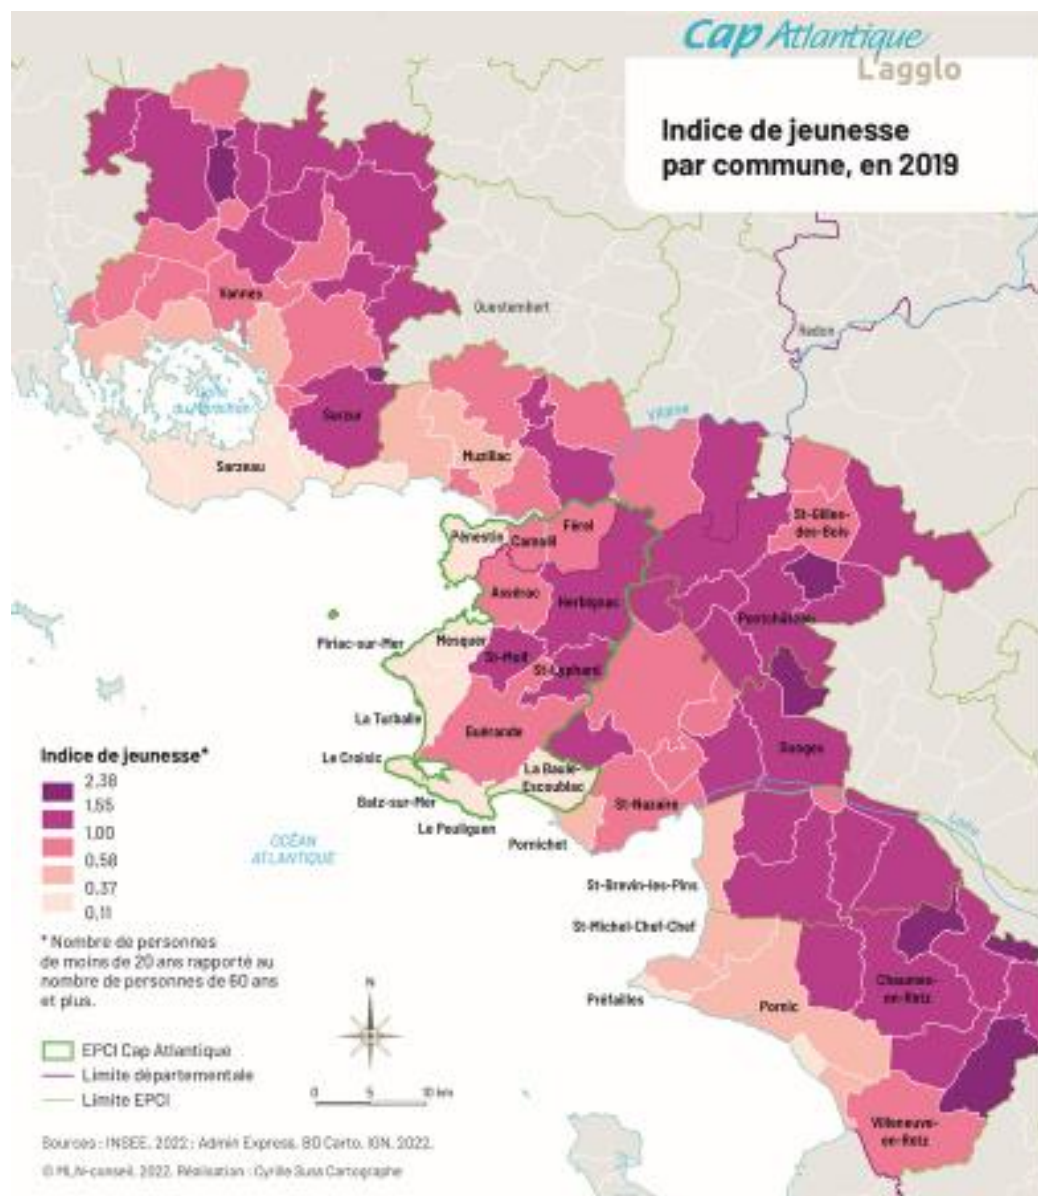 Cap Atlantique
L'agglo
Indice de jeunesse
par commune, en 2019
Vannes
Questembert
Redon
Golfe
du Morbihan
Surzur
Vilaine
Sarzeau
Muzillac
St-Gildas-
des-Bois
Pénestin
Camoël
Férel
Assérac
Herbignac
Pontchâteau
Piriac-sur-Mer
Mesquer
St-Molf
St-Lyphard
La Turballe
Guérande
Donges
Le Croisic
La Baule-
Escoublac
Batz-sur-Mer
St-Nazaire
Le Pouliguen
Loire
Pornichet
Indice de jeunesse*
2,38
1,55
1,00
0,58
0,37
0,11
OCÉAN
ATLANTIQUE
St-Brevin-les-Pins
St-Michel-Chef-Chef
* Nombre de personnes
de moins de 20 ans rapporté au
nombre de personnes de 60 ans
et plus.
N
Préfailles
Pornic
Chaumes-
en-Retz
EPCI Cap Atlantique
Limite départementale
Limite EPCI
0 5 10 km
Villeneuve-
en-Retz
Sources : INSEE, 2022 ; Admin Express, BD Carto, IGN, 2022.
© MLN-conseil, 2022. Réalisation : Cyrille Suss Cartographe